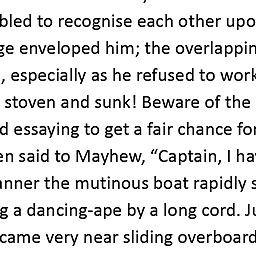 bled to recognise each other upo
ge enveloped him; the overlappin
, especially as he refused to work
stoven and sunk! Beware of the
d essaying to get a fair chance for
en said to Mayhew, “Captain, I ha
anner the mutinous boat rapidly s
g a dancing-ape by a long cord. Ju
came very near sliding overboard